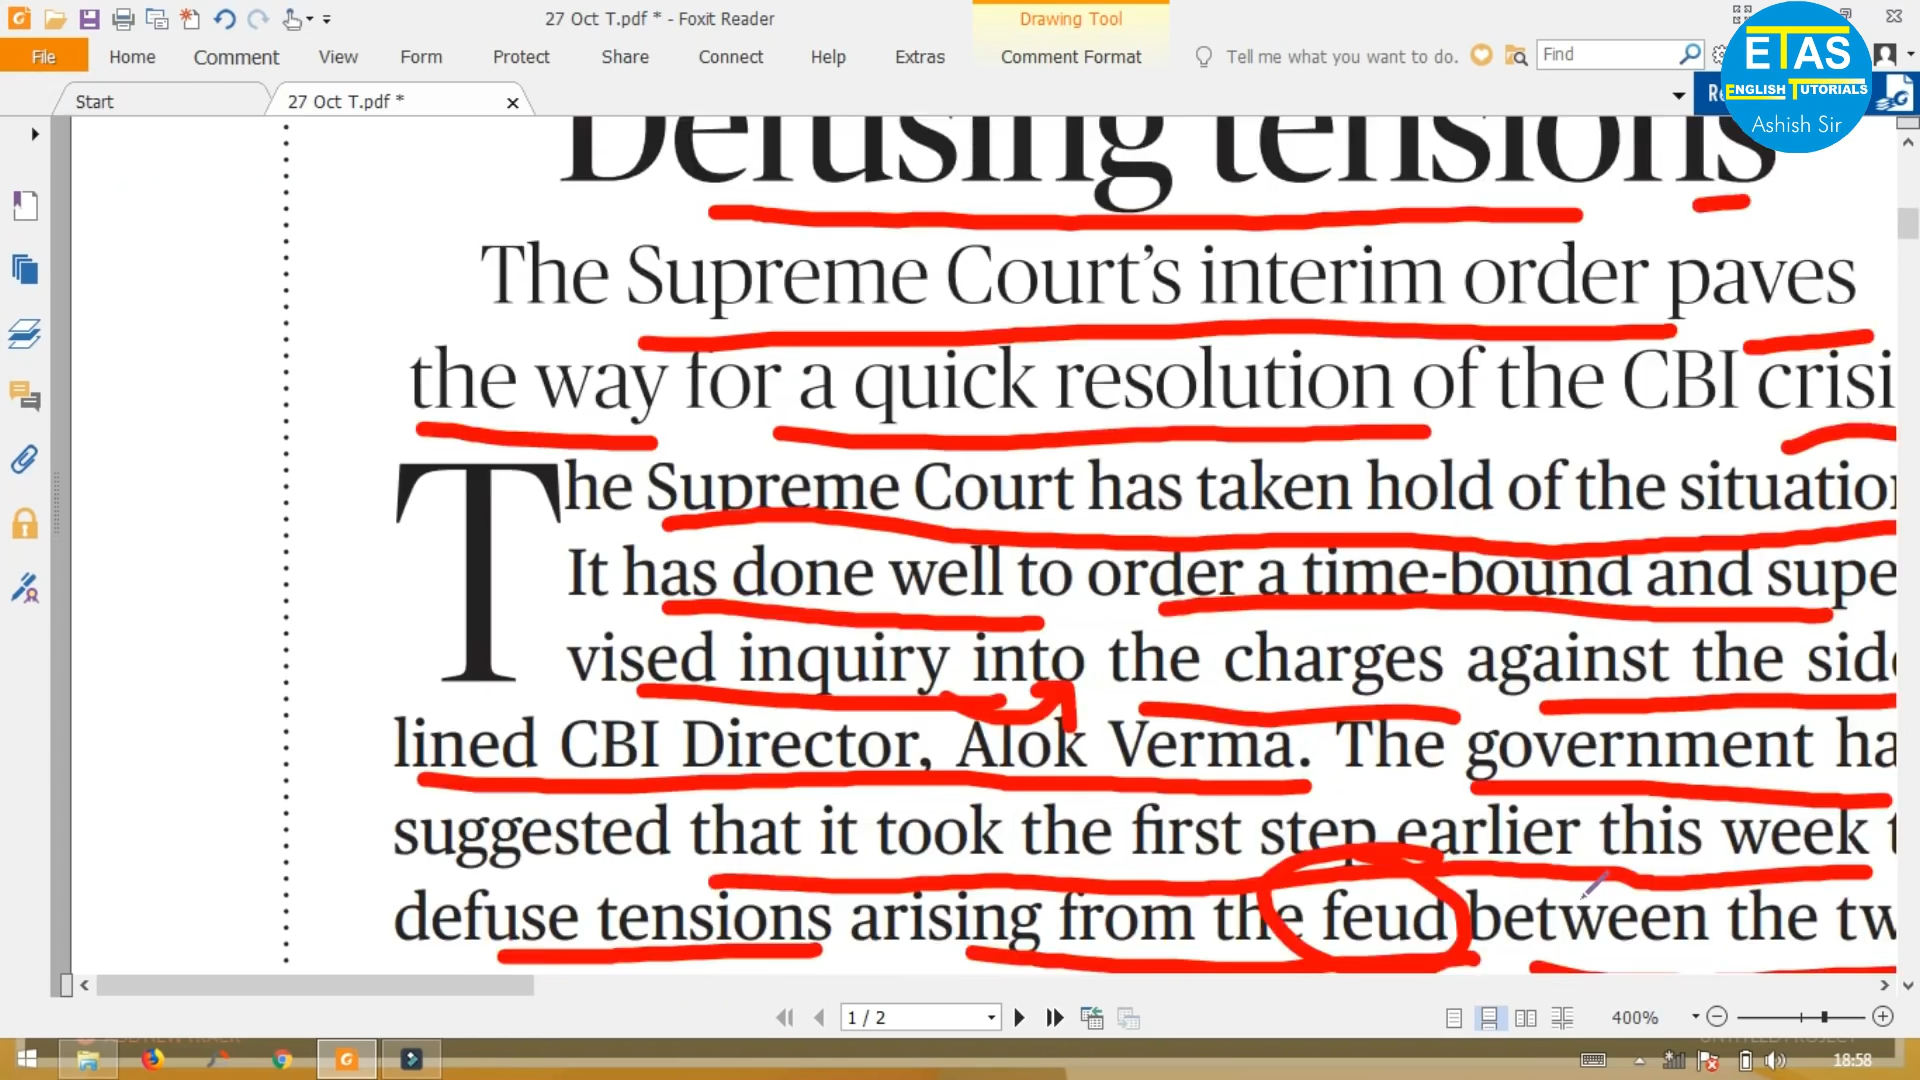 27 Oct T.pdf * - Foxit Reader
Drawing Tool
File
Home
Comment
View
Form
Protect
Share
Connect
Help
Extras
Comment Format
Tell me what you want to do.
Find
ETAS
ENGLISH TUTORIALS
Ashish Sir
Start
27 Oct T.pdf *
Defusing tensions
The Supreme Court’s interim order paves
the way for a quick resolution of the CBI crisi
The Supreme Court has taken hold of the situation
It has done well to order a time-bound and supe
vised inquiry into the charges against the side
lined CBI Director, Alok Verma. The government ha
suggested that it took the first step earlier this week t
defuse tensions arising from the feud between the tw
1 / 2
400%
18:58